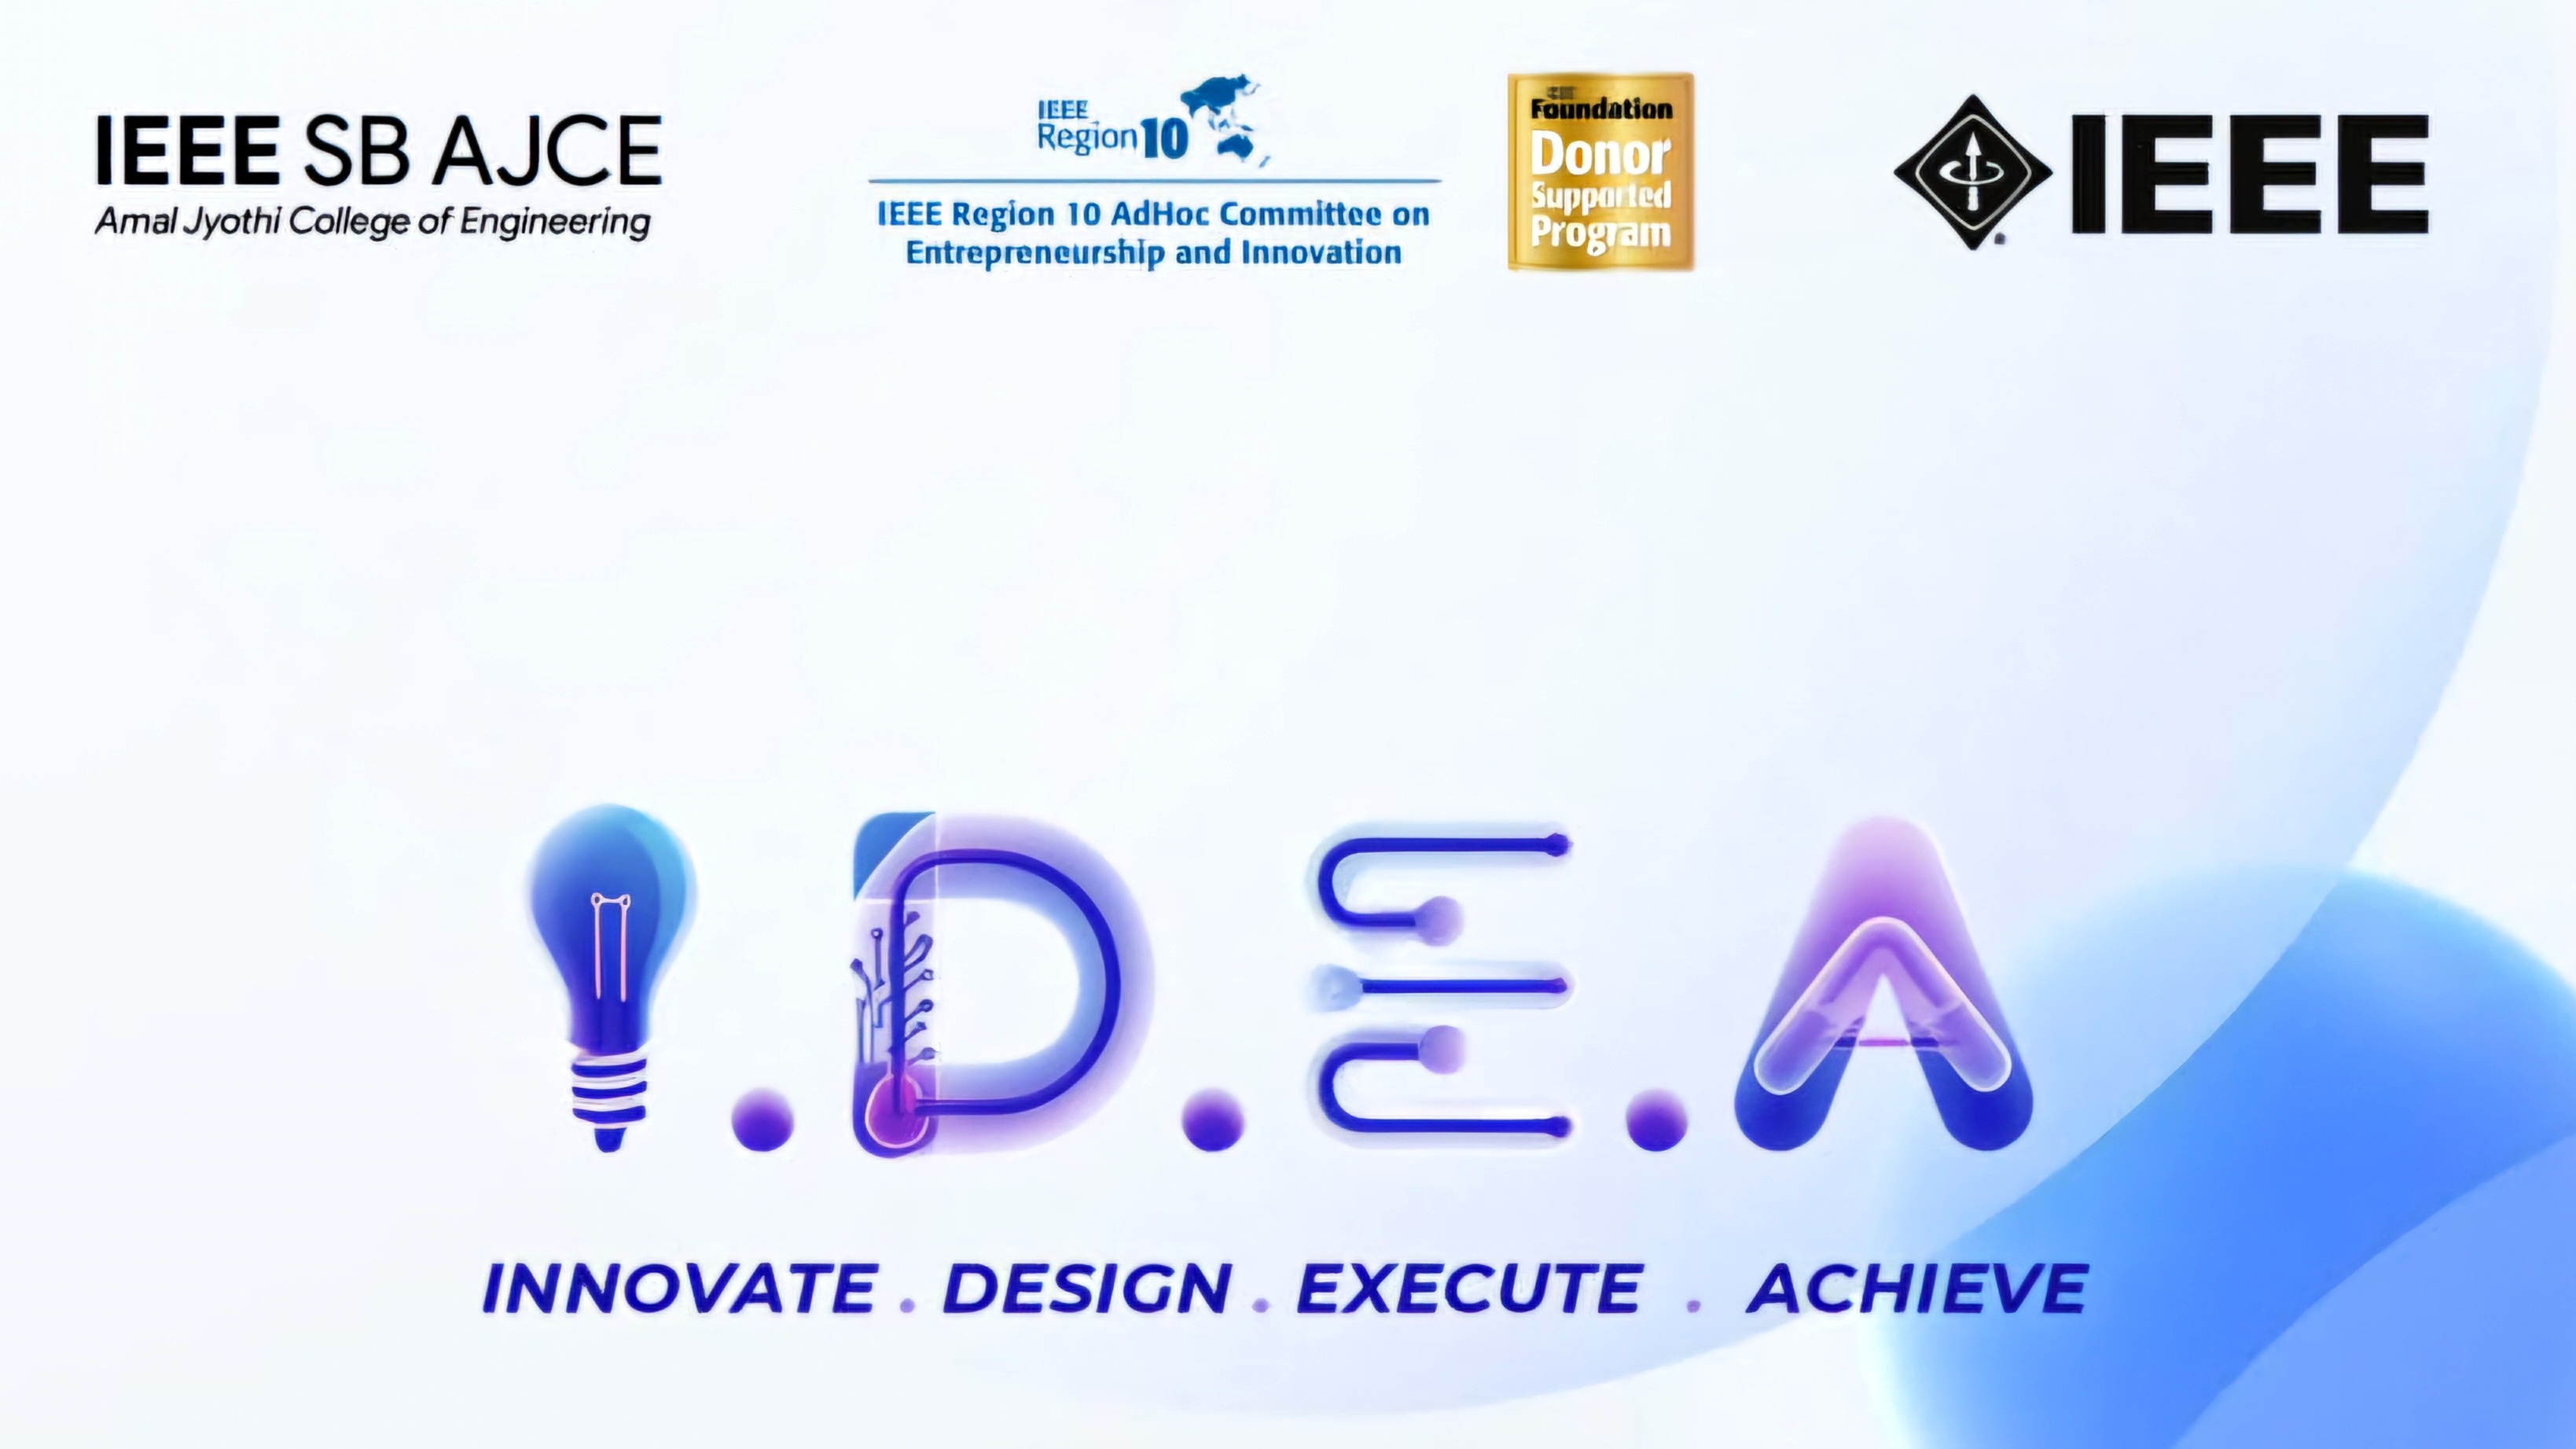 IEEE SB AJCE
Amal Jyothi College of Engineering
IEEE
Region 10
IEEE Region 10 AdHoc Committee on
Entrepreneurship and Innovation
Foundation
Donor
Supported
Program
IEEE
I.D.E.A
INNOVATE . DESIGN . EXECUTE . ACHIEVE